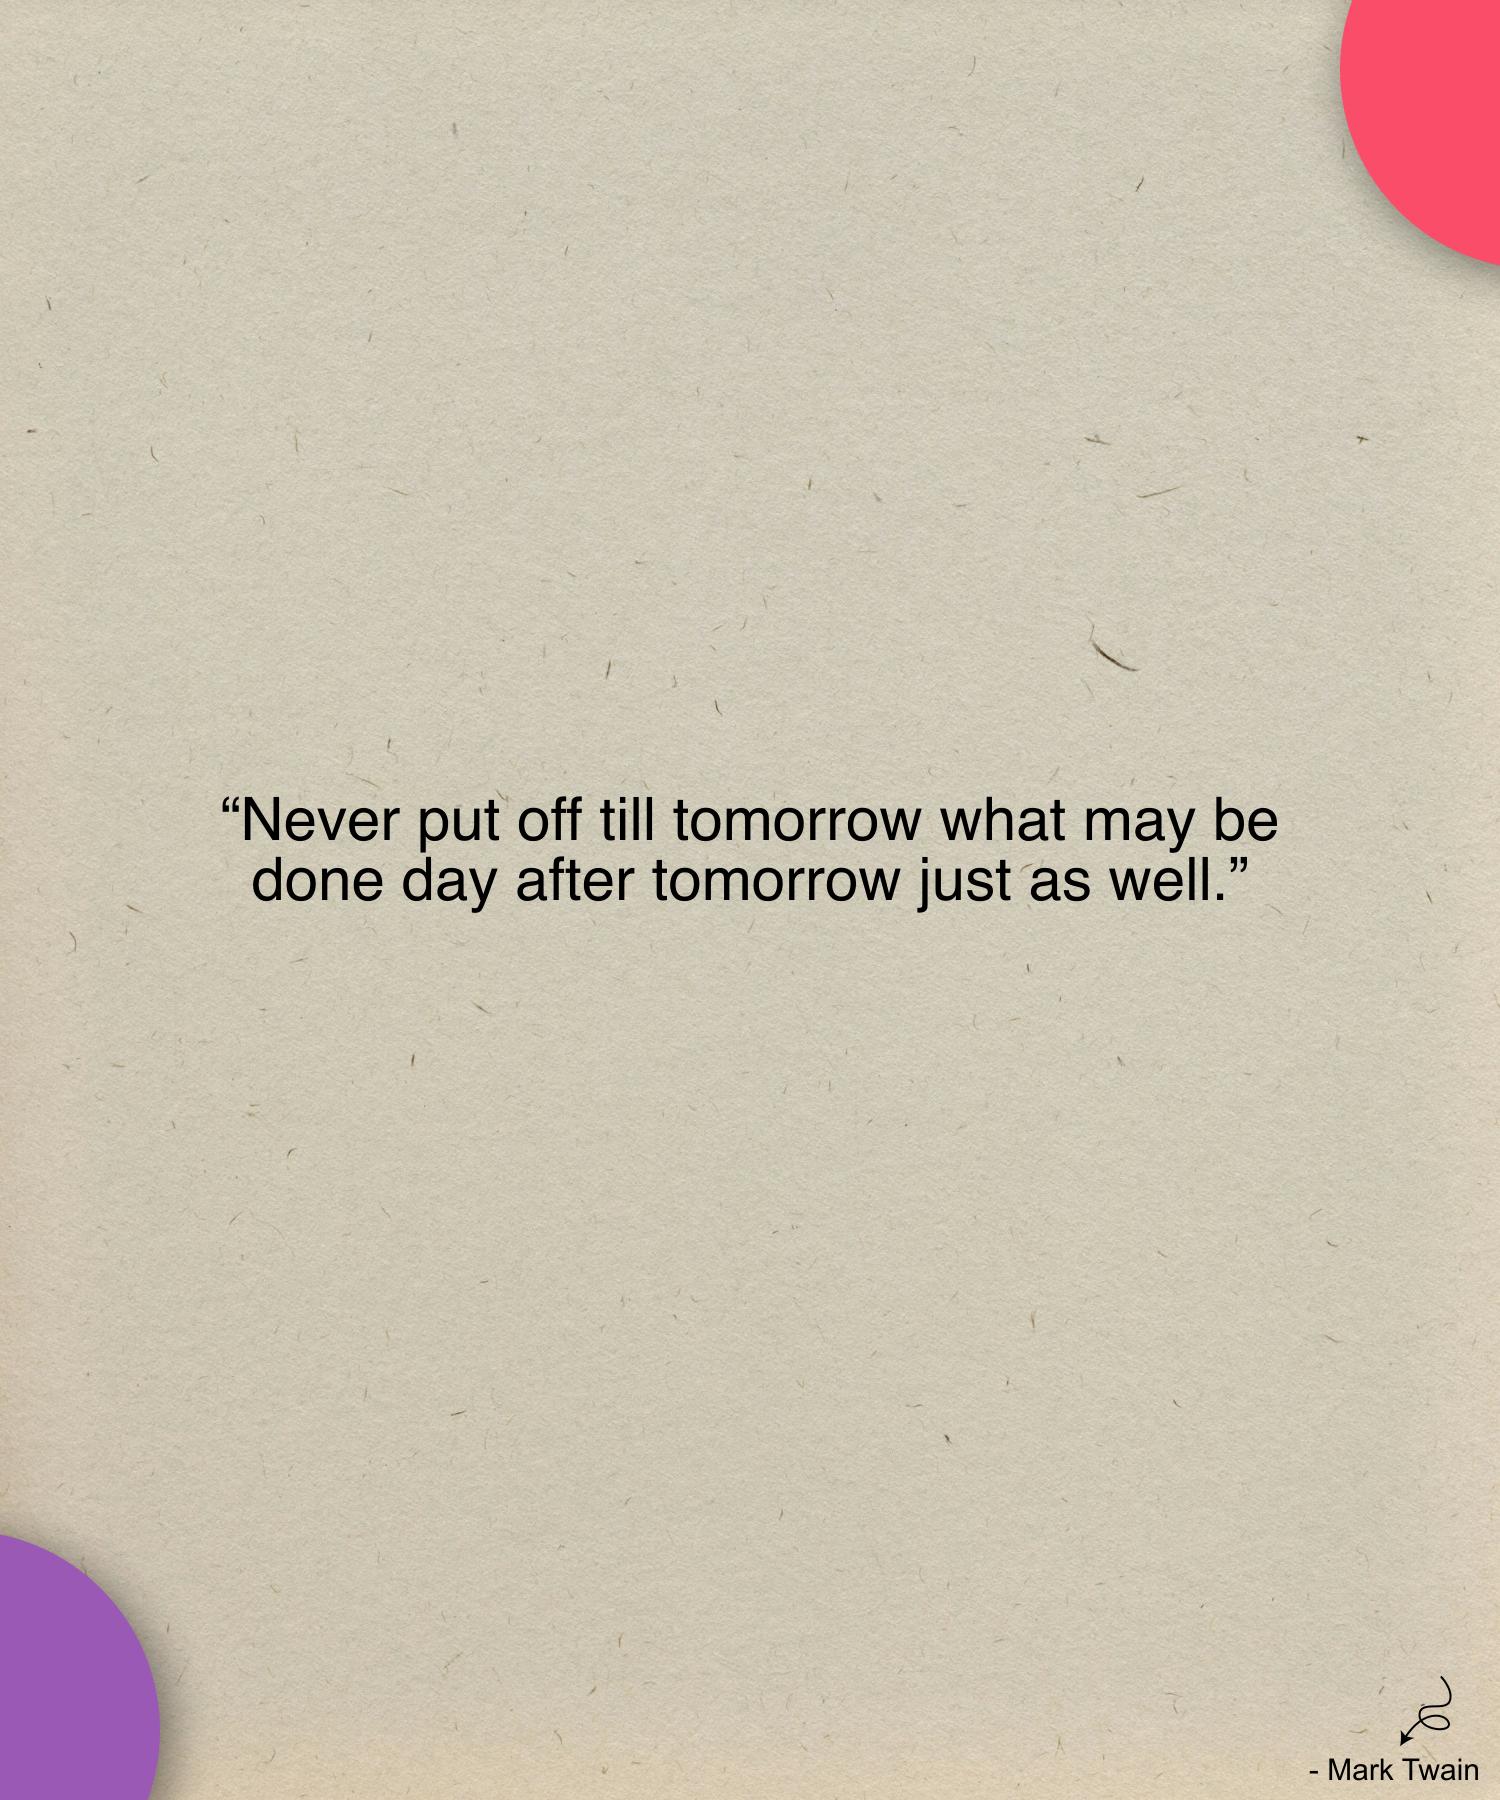 “Never put off till tomorrow what may be
done day after tomorrow just as well.”
- Mark Twain